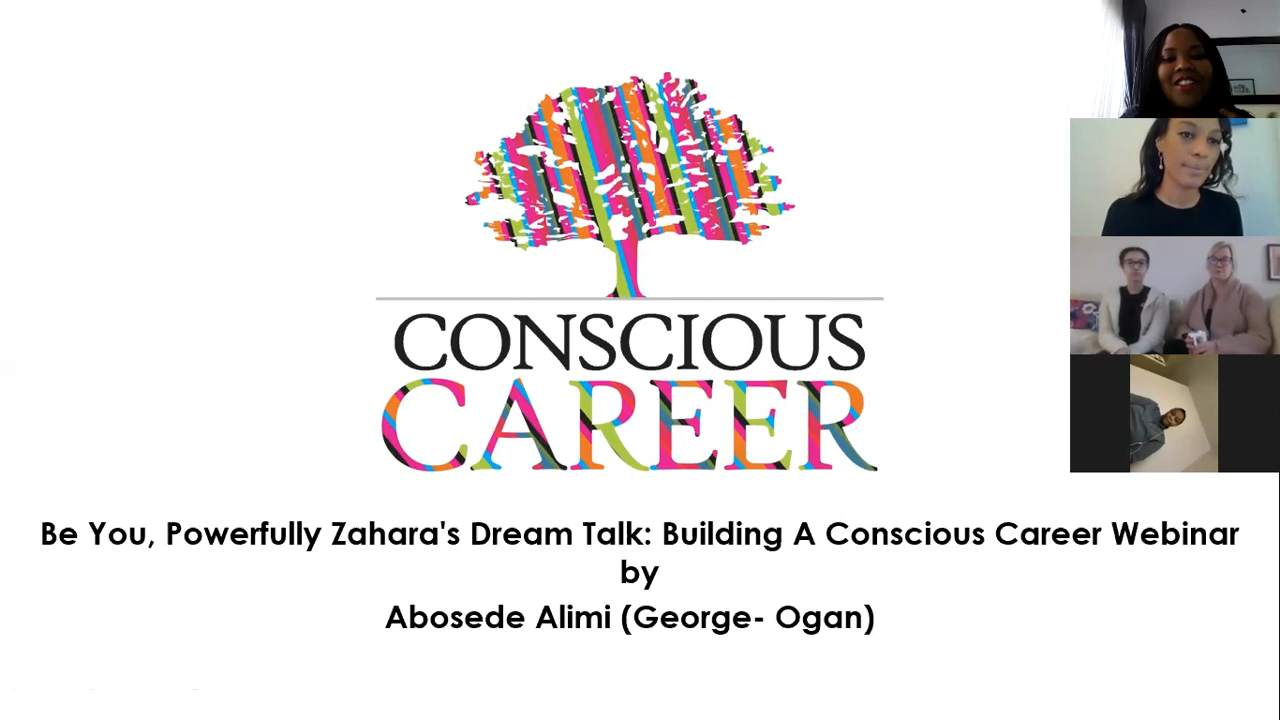 CONSCIOUS
CAREER
Be You, Powerfully Zahara's Dream Talk: Building A Conscious Career Webinar
by
Abosede Alimi (George- Ogan)